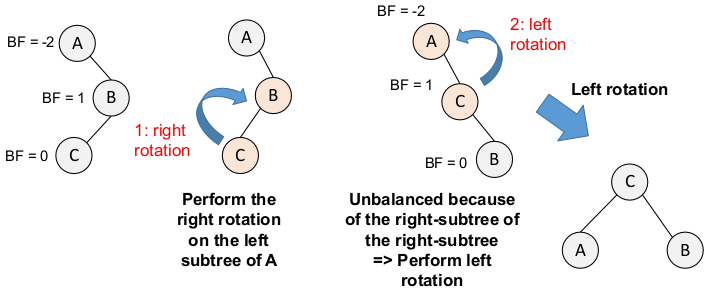 BF = -2
A
BF = 1
B
BF = 0
C
A
B
1: right
rotation
C
Perform the
right rotation
on the left
subtree of A
BF = -2
A
2: left
rotation
BF = 1
C
BF = 0
B
Unbalanced because
of the right-subtree of
the right-subtree
=> Perform left
rotation
Left rotation
C
A
B